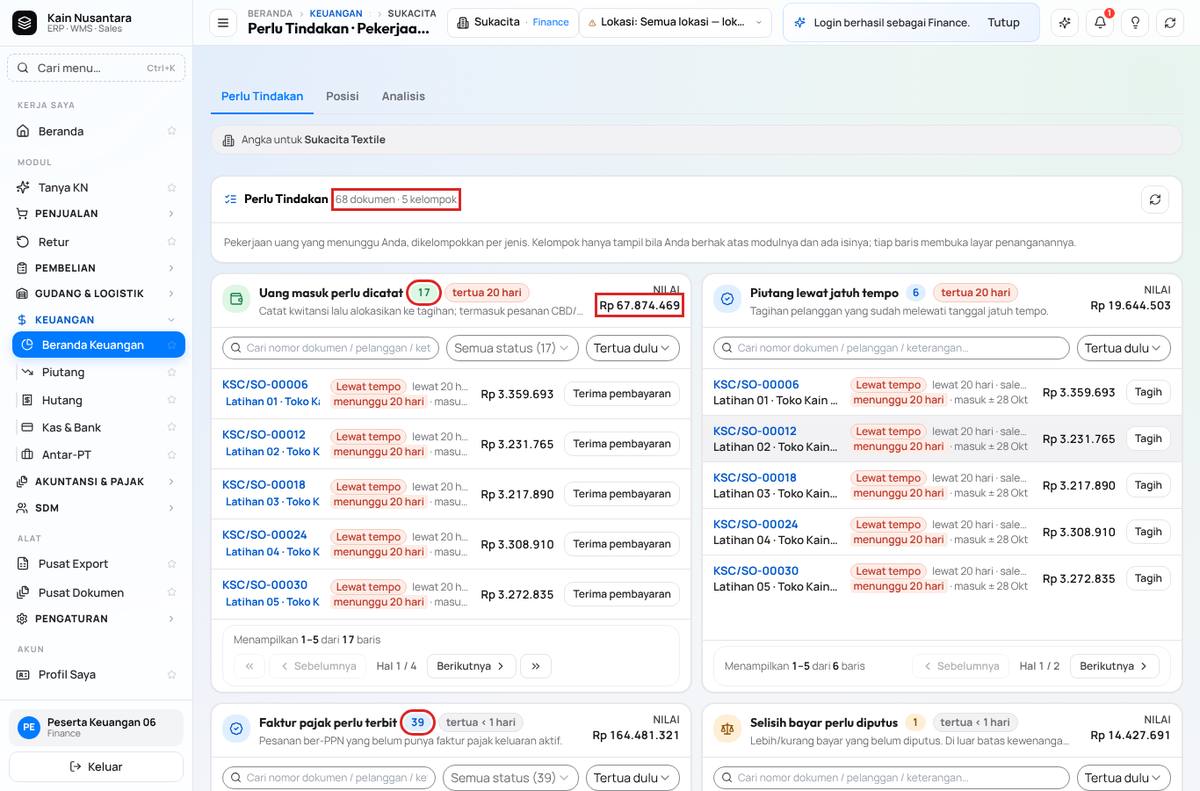 Kain Nusantara
ERP · WMS · Sales
Cari menu... Ctrl+K
KERJA SAYA
Beranda
MODUL
Tanya KN
PENJUALAN
Retur
PEMBELIAN
GUDANG & LOGISTIK
KEUANGAN
Beranda Keuangan
Piutang
Hutang
Kas & Bank
Antar-PT
AKUNTANSI & PAJAK
SDM
ALAT
Pusat Export
Pusat Dokumen
PENGATURAN
AKUN
Profil Saya
PE
Peserta Keuangan 06
Finance
Keluar
BERANDA › KEUANGAN › SUKACITA
Perlu Tindakan · Pekerjaa...
Sukacita · Finance
Lokasi: Semua lokasi — lok...
Login berhasil sebagai Finance. Tutup
1
Perlu Tindakan Posisi Analisis
Angka untuk Sukacita Textile
Perlu Tindakan 68 dokumen · 5 kelompok
Pekerjaan uang yang menunggu Anda, dikelompokkan per jenis. Kelompok hanya tampil bila Anda berhak atas modulnya dan ada isinya; tiap baris membuka layar penanganannya.
Uang masuk perlu dicatat 17 tertua 20 hari NILAI
Catat kwitansi lalu alokasikan ke tagihan; termasuk pesanan CBD/... Rp 67.874.469
Cari nomor dokumen / pelanggan / ket Semua status (17) Tertua dulu
KSC/SO-00006 Lewat tempo lewat 20 h... Rp 3.359.693 Terima pembayaran
Latihan 01 · Toko Ka menunggu 20 hari · masu...
KSC/SO-00012 Lewat tempo lewat 20 h... Rp 3.231.765 Terima pembayaran
Latihan 02 · Toko K menunggu 20 hari · masu...
KSC/SO-00018 Lewat tempo lewat 20 h... Rp 3.217.890 Terima pembayaran
Latihan 03 · Toko K menunggu 20 hari · masu...
KSC/SO-00024 Lewat tempo lewat 20 h... Rp 3.308.910 Terima pembayaran
Latihan 04 · Toko K menunggu 20 hari · masu...
KSC/SO-00030 Lewat tempo lewat 20 h... Rp 3.272.835 Terima pembayaran
Latihan 05 · Toko K menunggu 20 hari · masu...
Menampilkan 1–5 dari 17 baris
« ‹ Sebelumnya Hal 1 / 4 Berikutnya › »
Piutang lewat jatuh tempo 6 tertua 20 hari NILAI
Tagihan pelanggan yang sudah melewati tanggal jatuh tempo. Rp 19.644.503
Cari nomor dokumen / pelanggan / keterangan... Tertua dulu
KSC/SO-00006 Lewat tempo lewat 20 hari · sale... Rp 3.359.693 Tagih
Latihan 01 · Toko Kain ... menunggu 20 hari · masuk ± 28 Okt
KSC/SO-00012 Lewat tempo lewat 20 hari · sale... Rp 3.231.765 Tagih
Latihan 02 · Toko Kain... menunggu 20 hari · masuk ± 28 Okt
KSC/SO-00018 Lewat tempo lewat 20 hari · sale... Rp 3.217.890 Tagih
Latihan 03 · Toko Kain... menunggu 20 hari · masuk ± 28 Okt
KSC/SO-00024 Lewat tempo lewat 20 hari · sale... Rp 3.308.910 Tagih
Latihan 04 · Toko Kain... menunggu 20 hari · masuk ± 28 Okt
KSC/SO-00030 Lewat tempo lewat 20 hari · sale... Rp 3.272.835 Tagih
Latihan 05 · Toko Kain... menunggu 20 hari · masuk ± 28 Okt
Menampilkan 1–5 dari 6 baris ‹ Sebelumnya Hal 1 / 2 Berikutnya ›
Faktur pajak perlu terbit 39 tertua < 1 hari NILAI
Pesanan ber-PPN yang belum punya faktur pajak keluaran aktif. Rp 164.481.321
Cari nomor dokumen / pelanggan / ke Semua status (39) Tertua dulu
Selisih bayar perlu diputus 1 tertua < 1 hari NILAI
Lebih/kurang bayar yang belum diputus. Di luar batas kewenanga... Rp 14.427.691
Cari nomor dokumen / pelanggan / keterangan... Tertua dulu